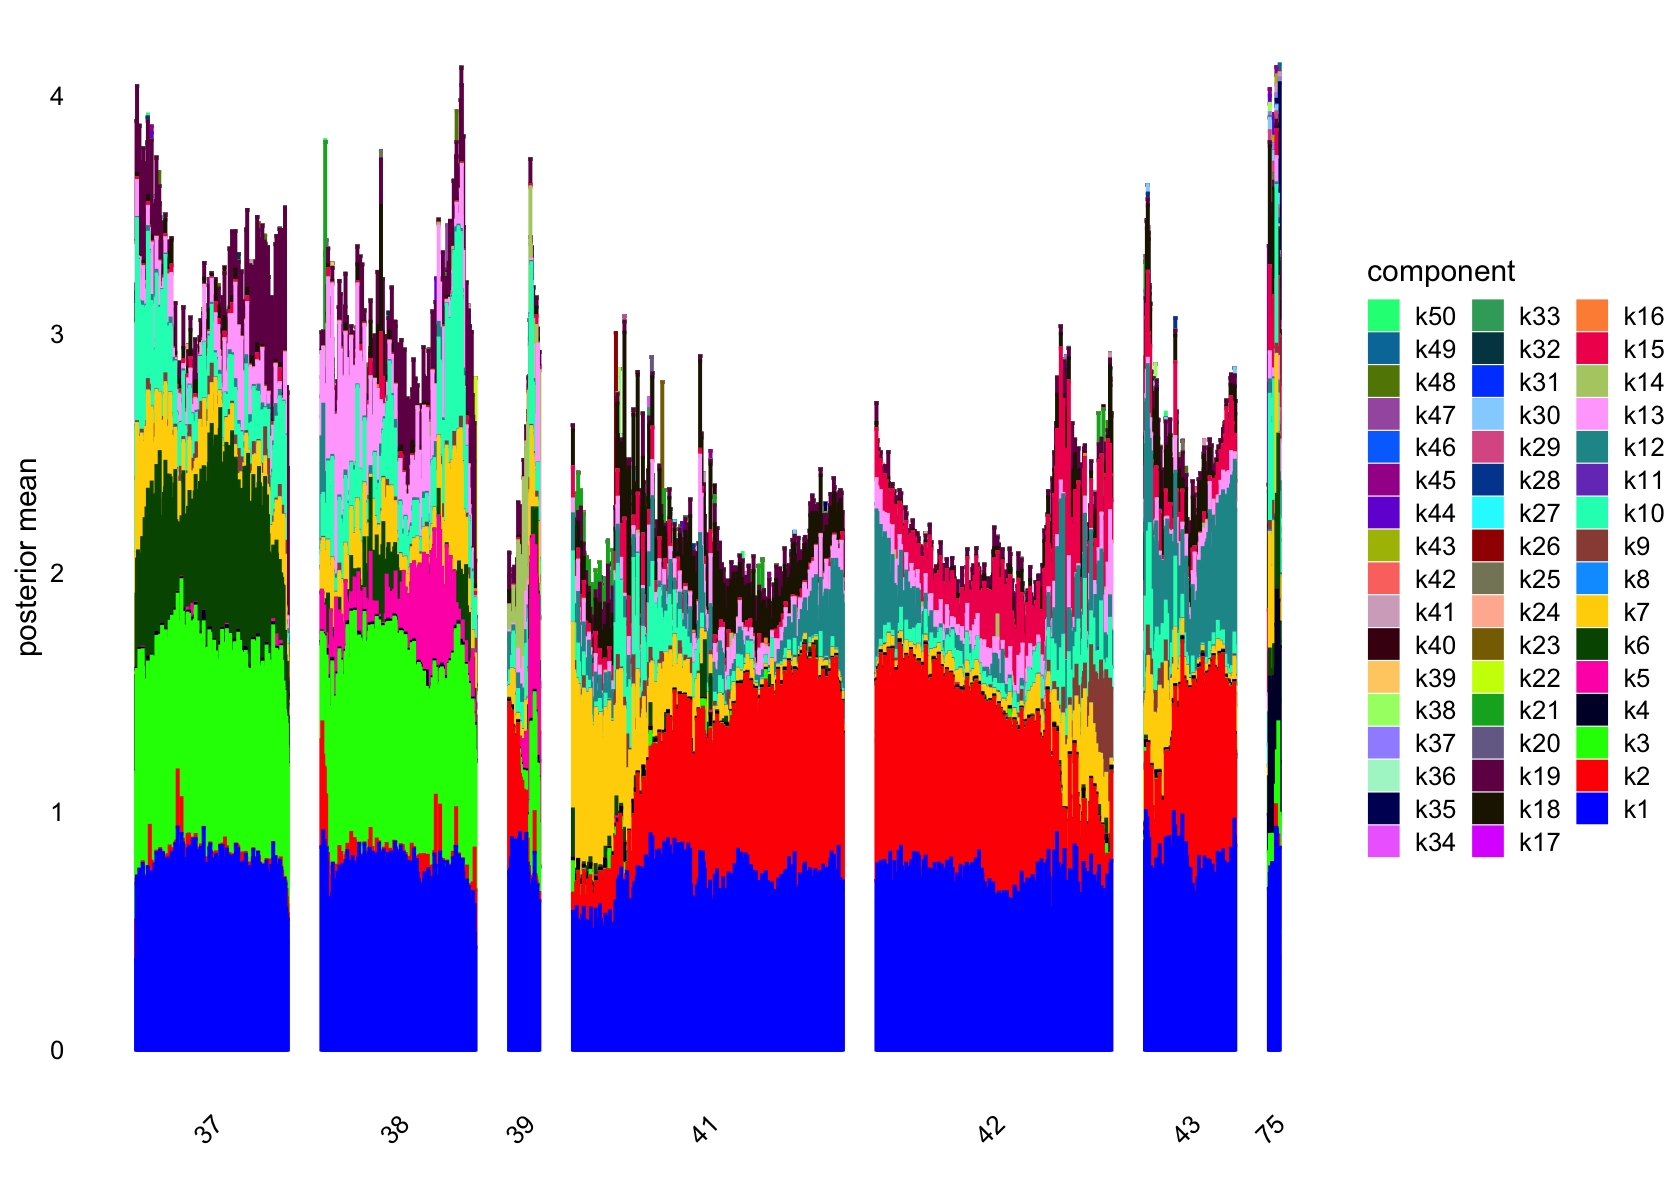 posterior mean
4
3
2
1
0
37
38
39
41
42
43
75
component
k50 k33 k16
k49 k32 k15
k48 k31 k14
k47 k30 k13
k46 k29 k12
k45 k28 k11
k44 k27 k10
k43 k26 k9
k42 k25 k8
k41 k24 k7
k40 k23 k6
k39 k22 k5
k38 k21 k4
k37 k20 k3
k36 k19 k2
k35 k18 k1
k34 k17